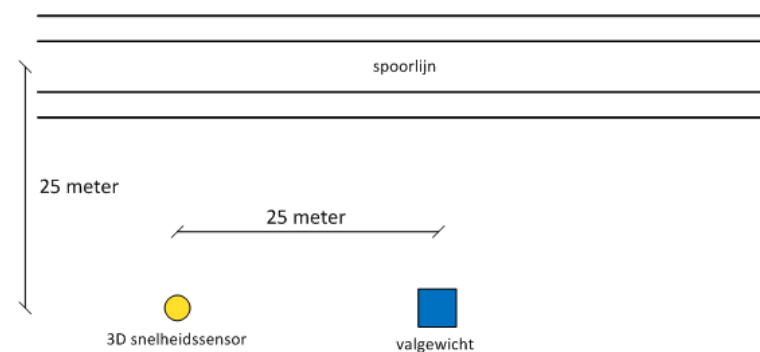 spoorlijn
25 meter
25 meter
3D snelheidssensor
valgewicht